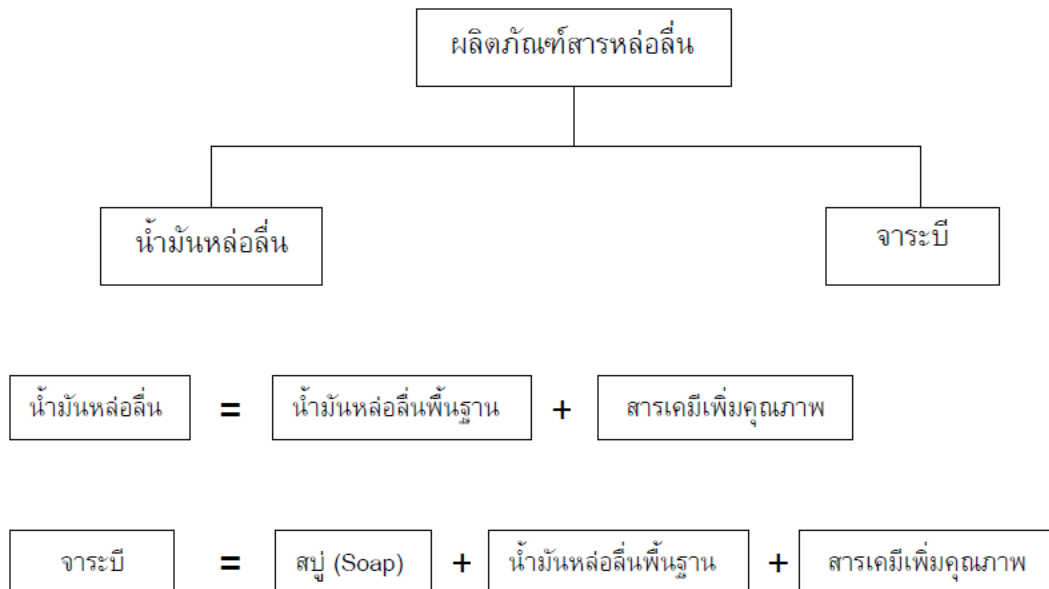 ผลิตภัณฑ์สารหล่อลื่น
น้ำมันหล่อลื่น
จาระบี
น้ำมันหล่อลื่น = น้ำมันหล่อลื่นพื้นฐาน + สารเคมีเพิ่มคุณภาพ
จาระบี = สบู่ (Soap) + น้ำมันหล่อลื่นพื้นฐาน + สารเคมีเพิ่มคุณภาพ